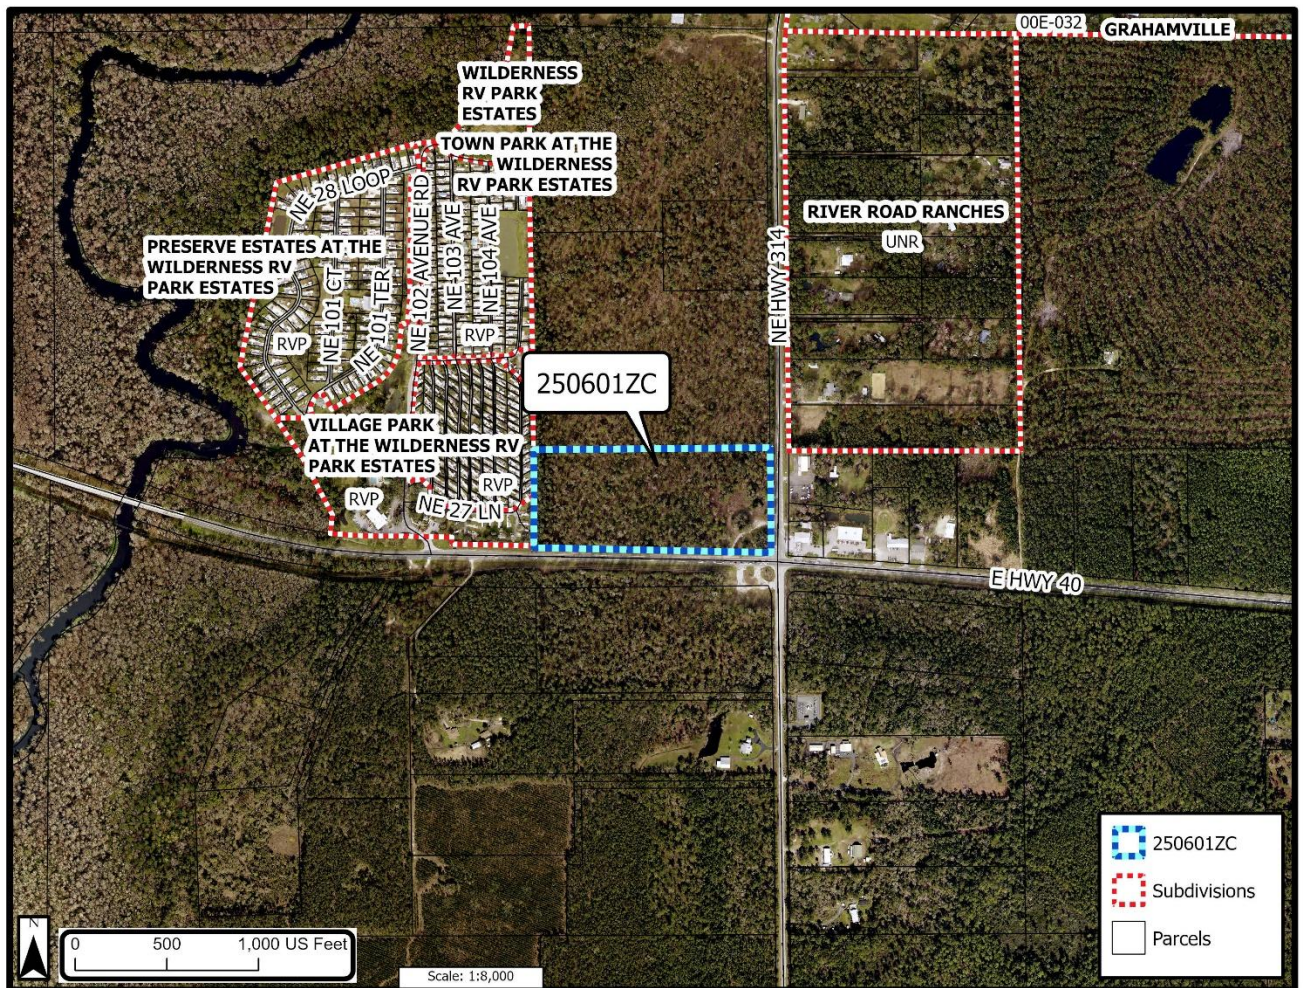 00E-032
GRAHAMVILLE
WILDERNESS
RV PARK
ESTATES
TOWN PARK AT THE
WILDERNESS
RV PARK ESTATES
NE 28 LOOP
PRESERVE ESTATES AT THE
WILDERNESS RV
PARK ESTATES
NE 101 CT
NE 101 TER
NE 102 AVENUE RD
NE 103 AVE
NE 104 AVE
RVP
RVP
RIVER ROAD RANCHES
UNR
NE HWY 314
250601ZC
VILLAGE PARK
AT THE WILDERNESS RV
PARK ESTATES
RVP
RVP
NE 27 LN
E HWY 40
250601ZC
Subdivisions
Parcels
N
0 500 1,000 US Feet
Scale: 1:8,000